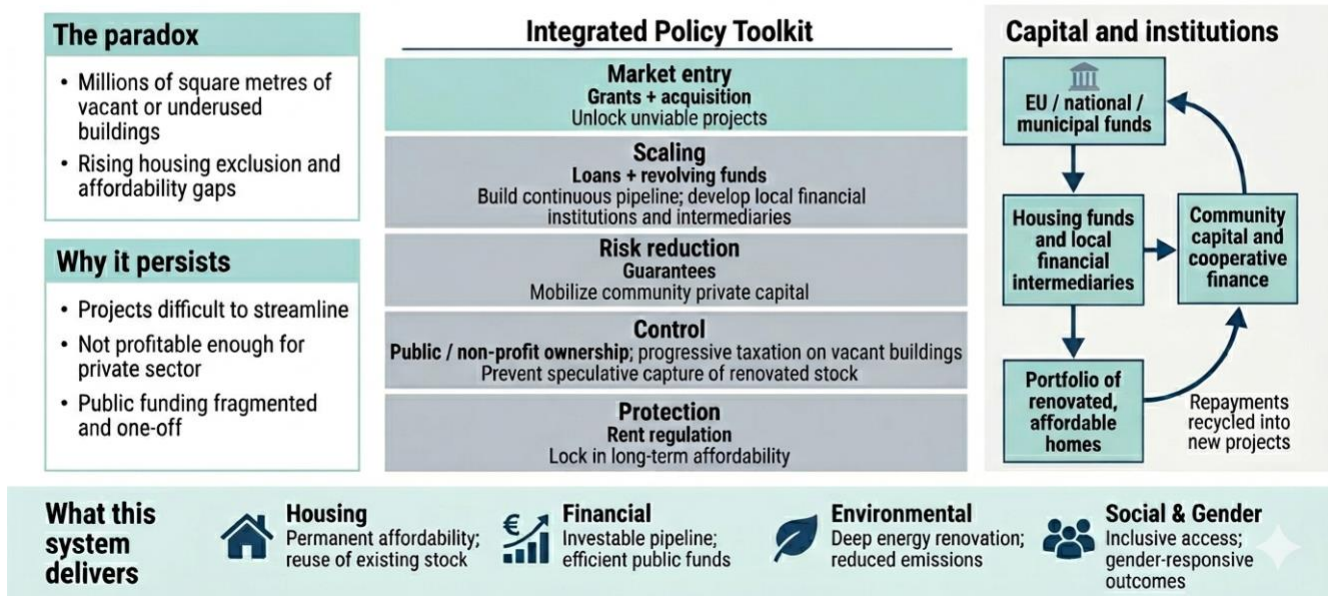 The paradox
• Millions of square metres of
vacant or underused
buildings
• Rising housing exclusion and
affordability gaps
Why it persists
• Projects difficult to streamline
• Not profitable enough for
private sector
• Public funding fragmented
and one-off
Integrated Policy Toolkit
Market entry
Grants + acquisition
Unlock unviable projects
Scaling
Loans + revolving funds
Build continuous pipeline; develop local financial
institutions and intermediaries
Risk reduction
Guarantees
Mobilize community private capital
Control
Public / non-profit ownership; progressive taxation on vacant buildings
Prevent speculative capture of renovated stock
Protection
Rent regulation
Lock in long-term affordability
Capital and institutions
EU / national /
municipal funds
Housing funds
and local
financial
intermediaries
Community
capital and
cooperative
finance
Portfolio of
renovated,
affordable
homes
Repayments
recycled into
new projects
What this
system
delivers
Housing
Permanent affordability;
reuse of existing stock
€
Financial
Investable pipeline;
efficient public funds
Environmental
Deep energy renovation;
reduced emissions
Social & Gender
Inclusive access;
gender-responsive
outcomes